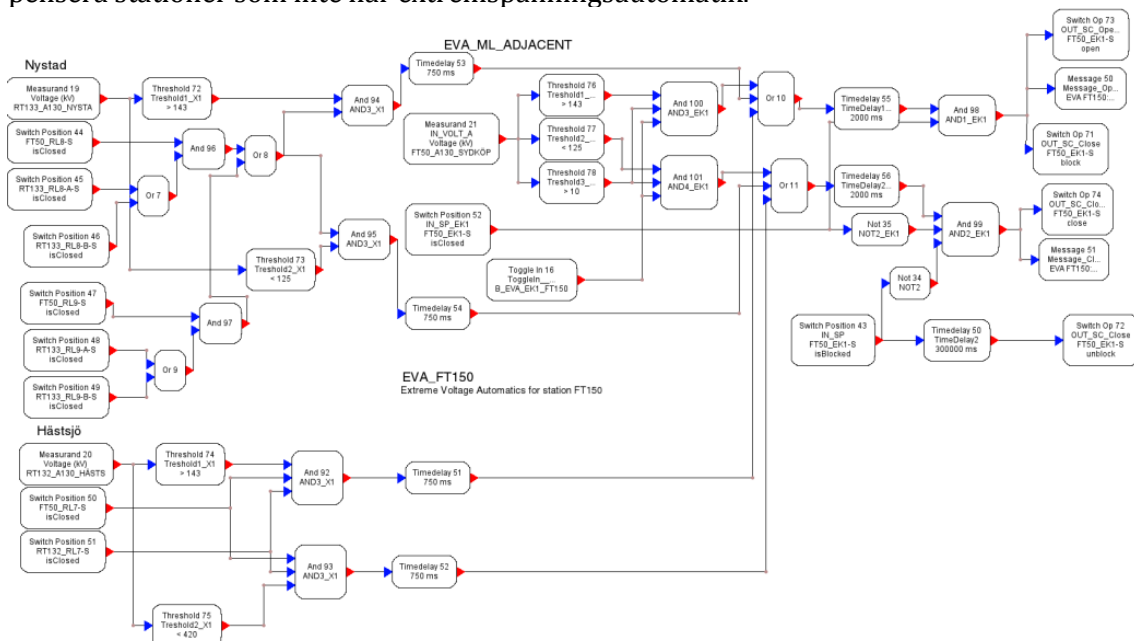 pensera stationer som inte har extremspänningsautomatik.
EVA_ML_ADJACENT
Nystad
Measurand 19
Voltage (kV)
RT133_A130_NYSTA
Threshold 72
Treshold1_X1
> 143
Switch Position 44
FT50_RL8-S
isClosed
Switch Position 45
RT133_RL8-A-S
isClosed
Switch Position 46
RT133_RL8-B-S
isClosed
Or 7
And 96
Or 8
And 94
AND3_X1
Timedelay 53
750 ms
Threshold 73
Treshold2_X1
< 125
And 95
AND3_X1
Timedelay 54
750 ms
Switch Position 47
FT50_RL9-S
isClosed
Switch Position 48
RT133_RL9-A-S
isClosed
Switch Position 49
RT133_RL9-B-S
isClosed
Or 9
And 97
Measurand 21
IN_VOLT_A
Voltage (kV)
FT50_A130_SYDKÖP
Threshold 76
Treshold1_...
> 143
Threshold 77
Treshold2_...
< 125
Threshold 78
Treshold3_...
> 10
And 100
AND3_EK1
And 101
AND4_EK1
Switch Position 52
IN_SP_EK1
FT50_EK1-S
isClosed
Toggle In 16
ToggleIn__...
B_EVA_EK1_FT150
Or 10
Or 11
Timedelay 55
TimeDelay1...
2000 ms
Timedelay 56
TimeDelay2...
2000 ms
Not 35
NOT2_EK1
Not 34
NOT2
And 98
AND1_EK1
And 99
AND2_EK1
Switch Op 73
OUT_SC_Ope...
FT50_EK1-S
open
Message 50
Message_Op...
EVA FT150:...
Switch Op 71
OUT_SC_Close
FT50_EK1-S
block
Switch Op 74
OUT_SC_Clo...
FT50_EK1-S
close
Message 51
Message_Cl...
EVA FT150:...
Switch Position 43
IN_SP
FT50_EK1-S
isBlocked
Timedelay 50
TimeDelay2
300000 ms
Switch Op 72
OUT_SC_Close
FT50_EK1-S
unblock
EVA_FT150
Extreme Voltage Automatics for station FT150
Hästsjö
Measurand 20
Voltage (kV)
RT132_A130_HÄSTS
Threshold 74
Treshold1_X1
> 143
Switch Position 50
FT50_RL7-S
isClosed
Switch Position 51
RT132_RL7-S
isClosed
And 92
AND3_X1
Timedelay 51
750 ms
And 93
AND3_X1
Timedelay 52
750 ms
Threshold 75
Treshold2_X1
< 420